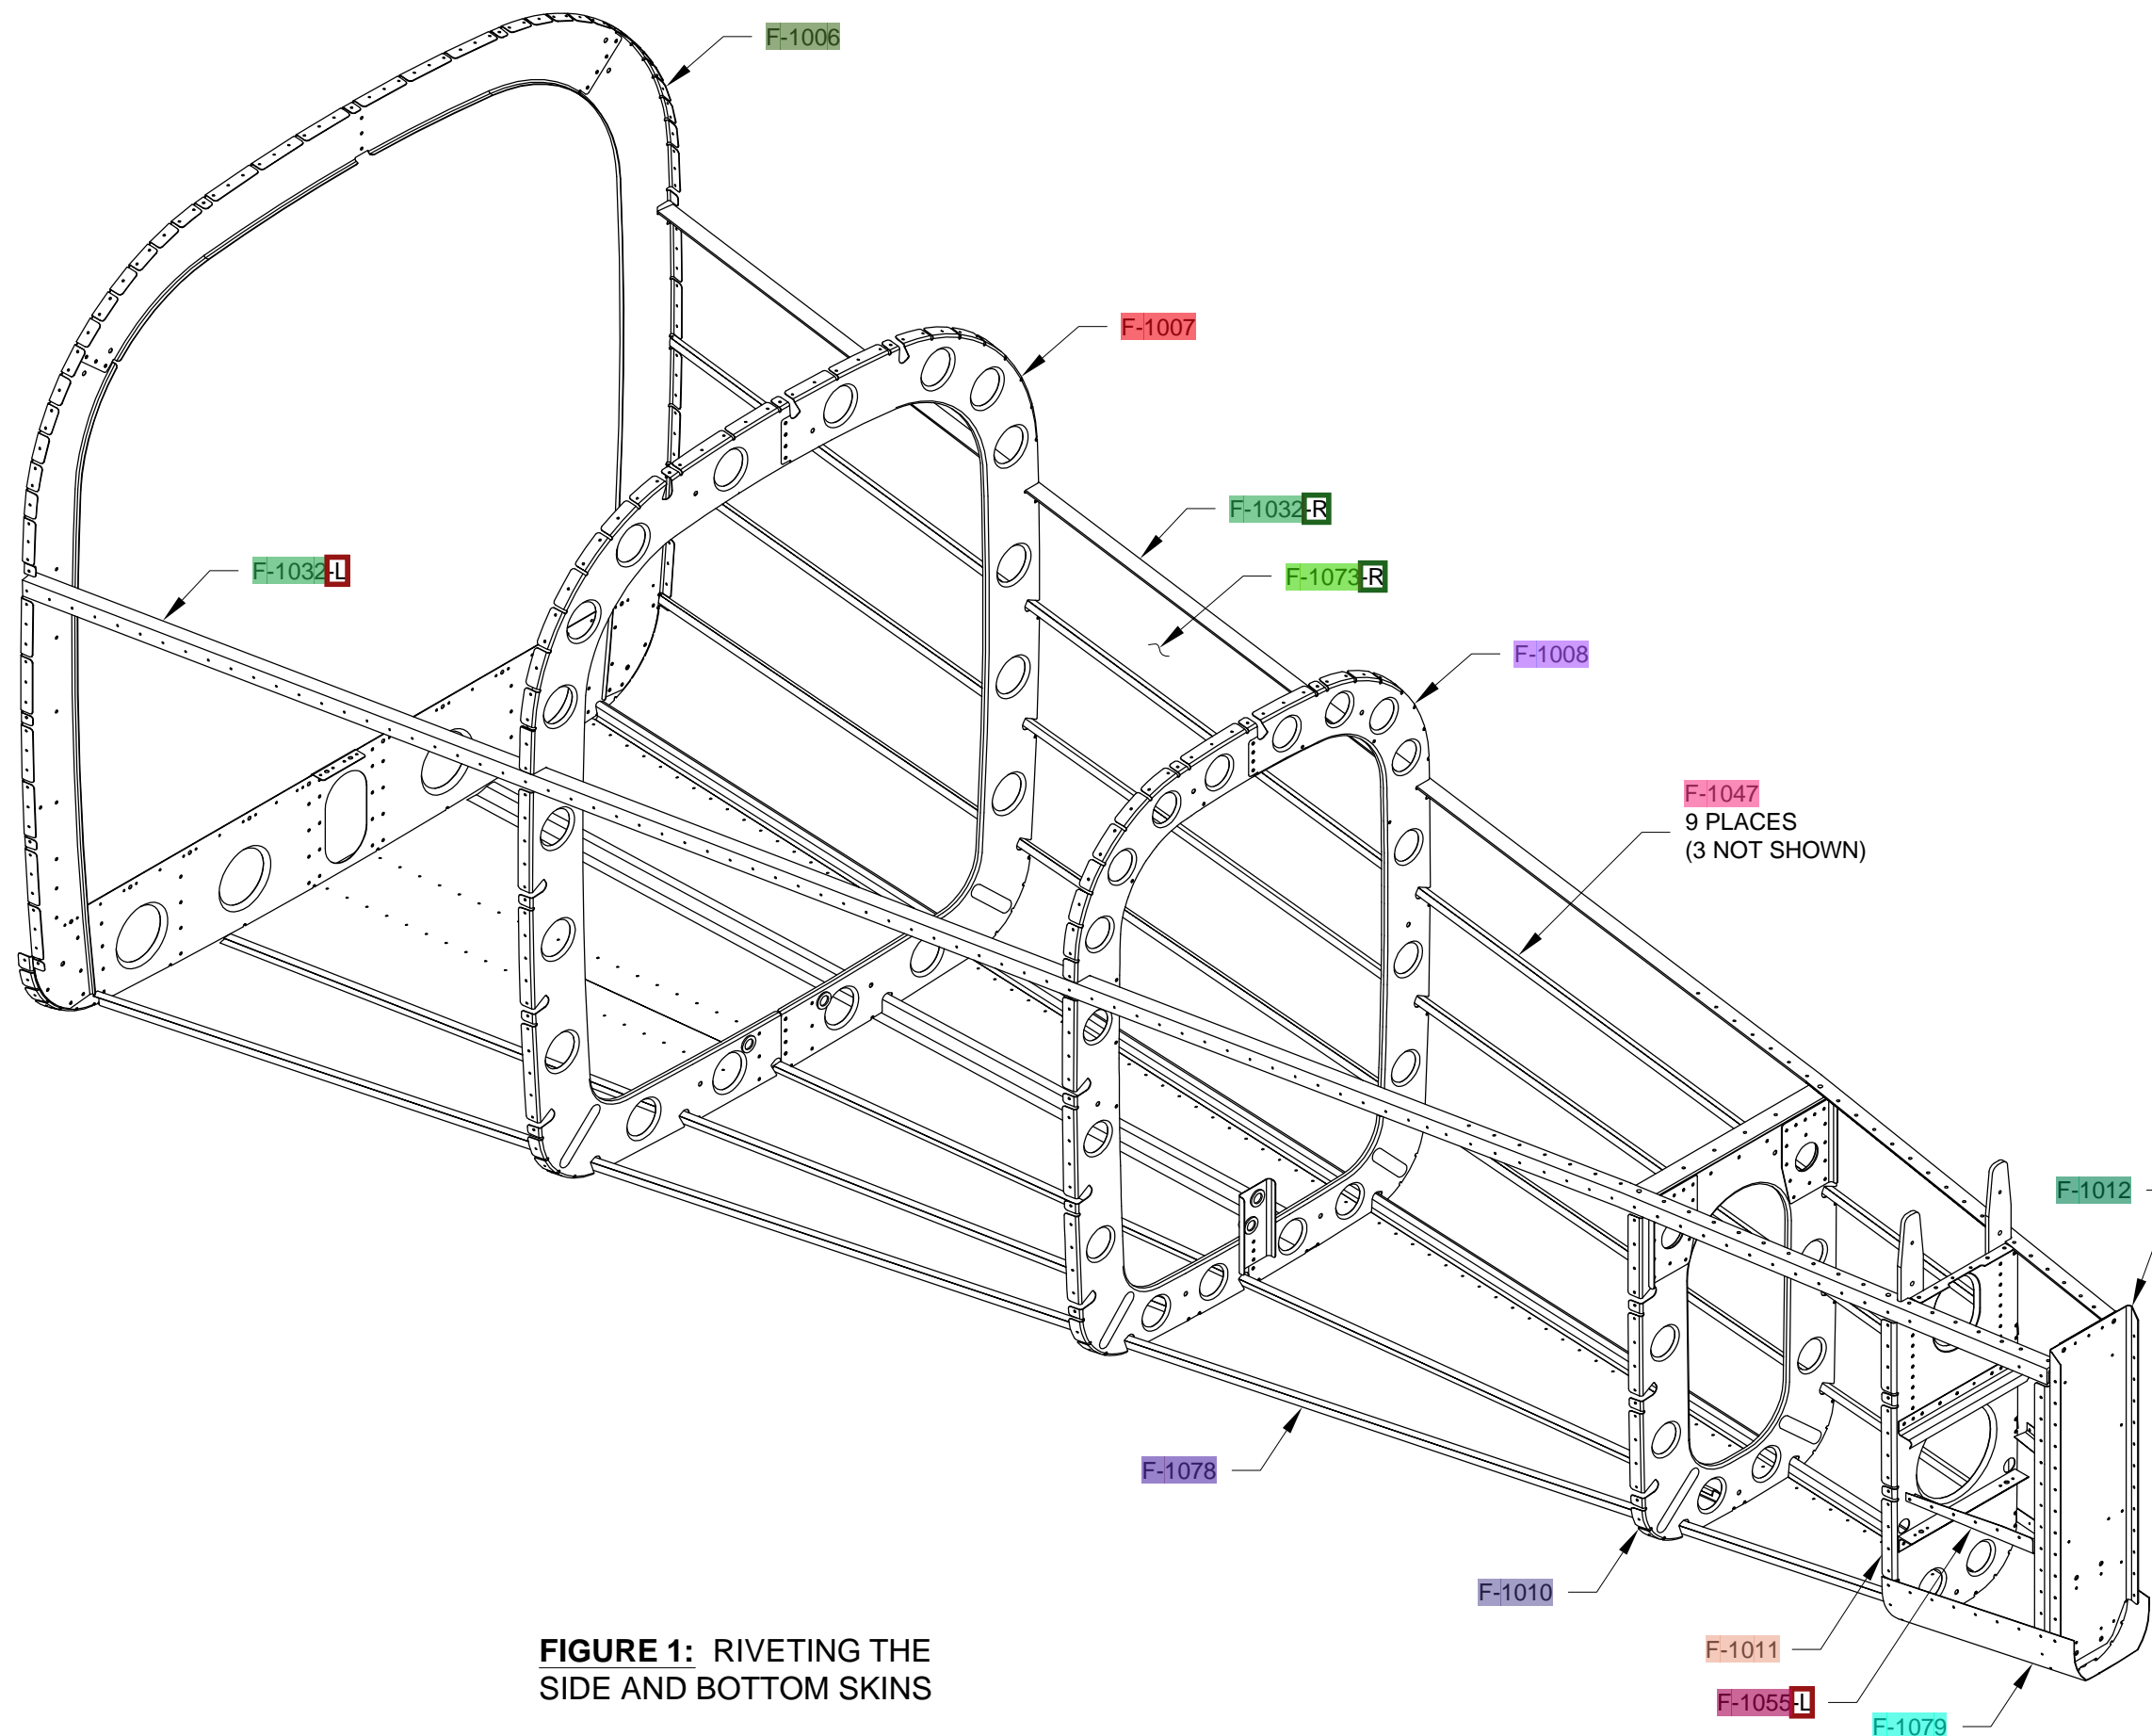 F-1006
F-1007
F-1032-R
F-1032-L
F-1073-R
F-1008
F-1047
9 PLACES
(3 NOT SHOWN)
F-1012
F-1078
F-1010
F-1011
F-1055-L
F-1079
FIGURE 1: RIVETING THE
SIDE AND BOTTOM SKINS